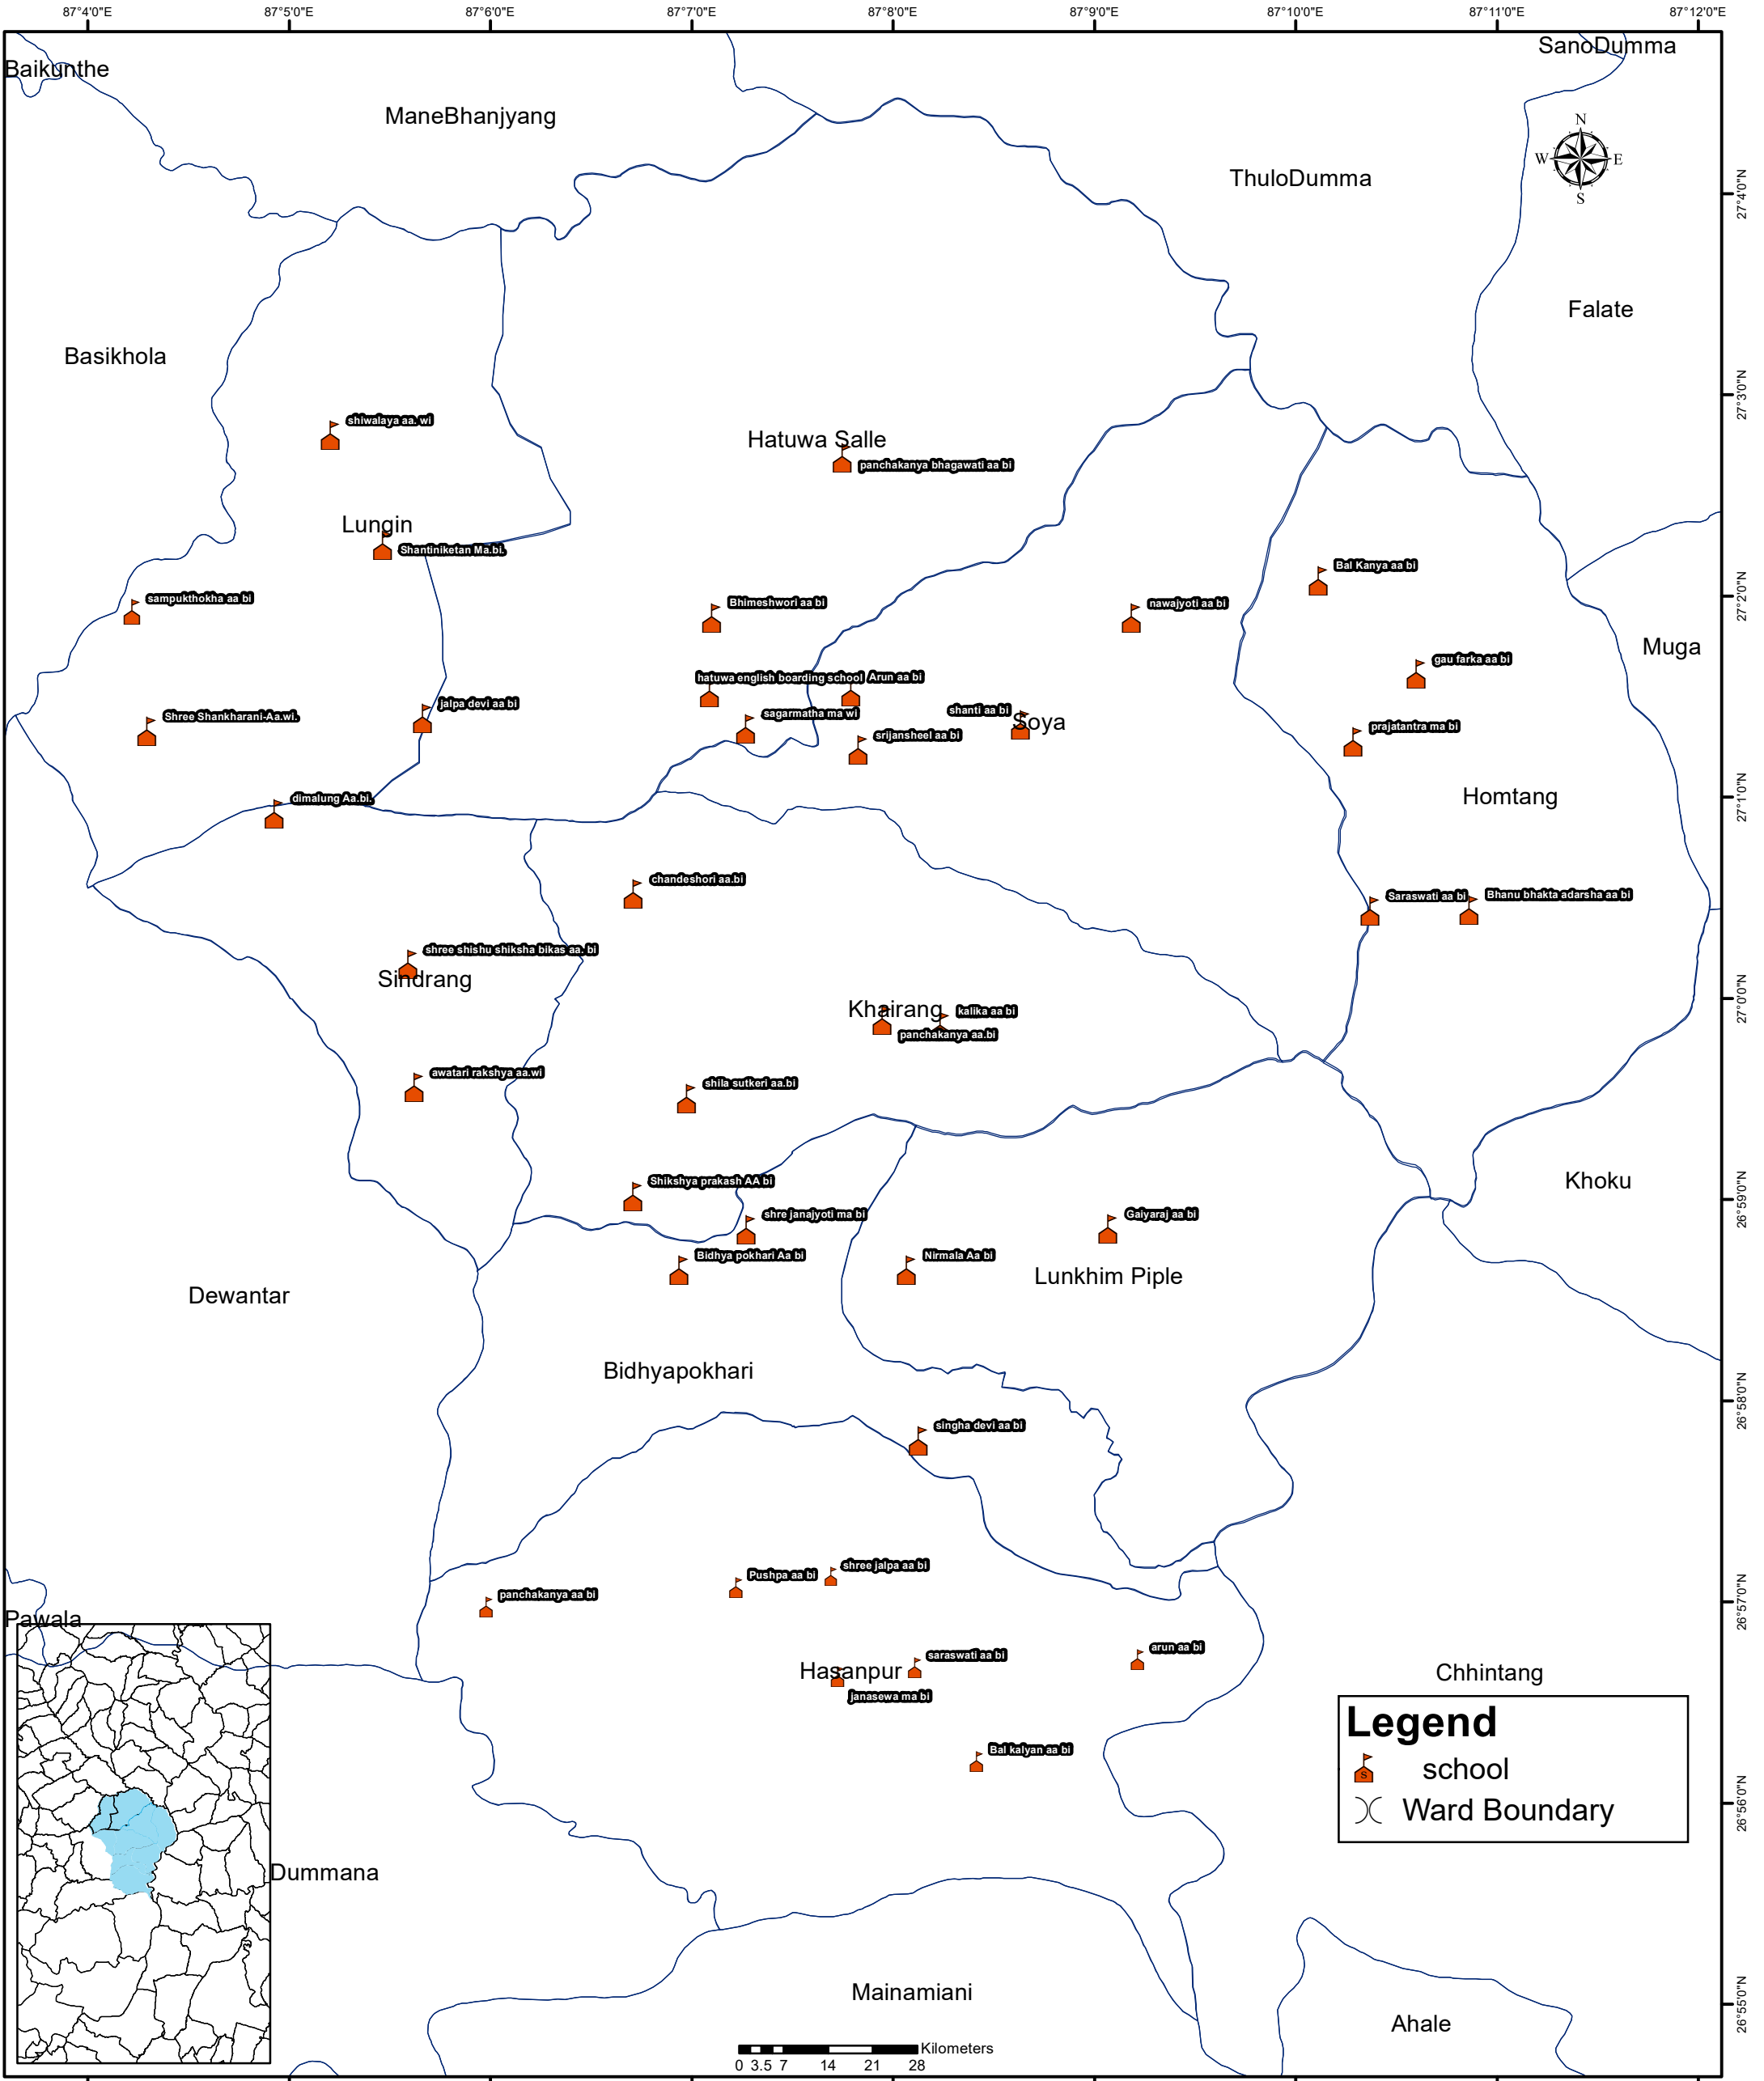 87°4'0"E
87°5'0"E
87°6'0"E
87°7'0"E
87°8'0"E
87°9'0"E
87°10'0"E
87°11'0"E
87°12'0"E
SanoDumma
Baikunthe
ManeBhanjyang
N
W
E
S
ThuloDumma
27°4'0"N
Falate
Basikhola
27°3'0"N
shiwalaya aa. wi
Hatuwa Salle
panchakanya bhagawati aa bi
Lungin
Shantiniketan Ma.bi.
Bal Kanya aa bi
27°2'0"N
sampukthokha aa bi
Bhimeshwori aa bi
nawajyoti aa bi
Muga
gau farka aa bi
hatuwa english boarding school
Arun aa bi
jalpa devi aa bi
shanti aa bi
Shree Shankharani-Aa.wi.
sagarmatha ma wi
Soya
prajatantra ma bi
srijansheel aa bi
27°1'0"N
dimalung Aa.bi.
Homtang
chandeshori aa.bi
Saraswati aa bi
Bhanu bhakta adarsha aa bi
shree shishu shiksha bikas aa. bi
Sindrang
27°0'0"N
Khairang
kalika aa bi
panchakanya aa.bi
awatari rakshya aa.wi
shila sutkeri aa.bi
Shikshya prakash AA bi
Khoku
26°59'0"N
shre janajyoti ma bi
Gaiyaraj aa bi
Bidhya pokhari Aa bi
Nirmala Aa bi
Lunkhim Piple
Dewantar
Bidhyapokhari
26°58'0"N
singha devi aa bi
shree jalpa aa bi
Pushpa aa bi
panchakanya aa bi
26°57'0"N
Pawala
arun aa bi
saraswati aa bi
Hasanpur
Chhintang
janasewa ma bi
Legend
Bal kalyan aa bi
S
school
Ward Boundary
26°56'0"N
Dummana
Mainamiani
26°55'0"N
Ahale
Kilometers
0 3.5 7 14 21 28